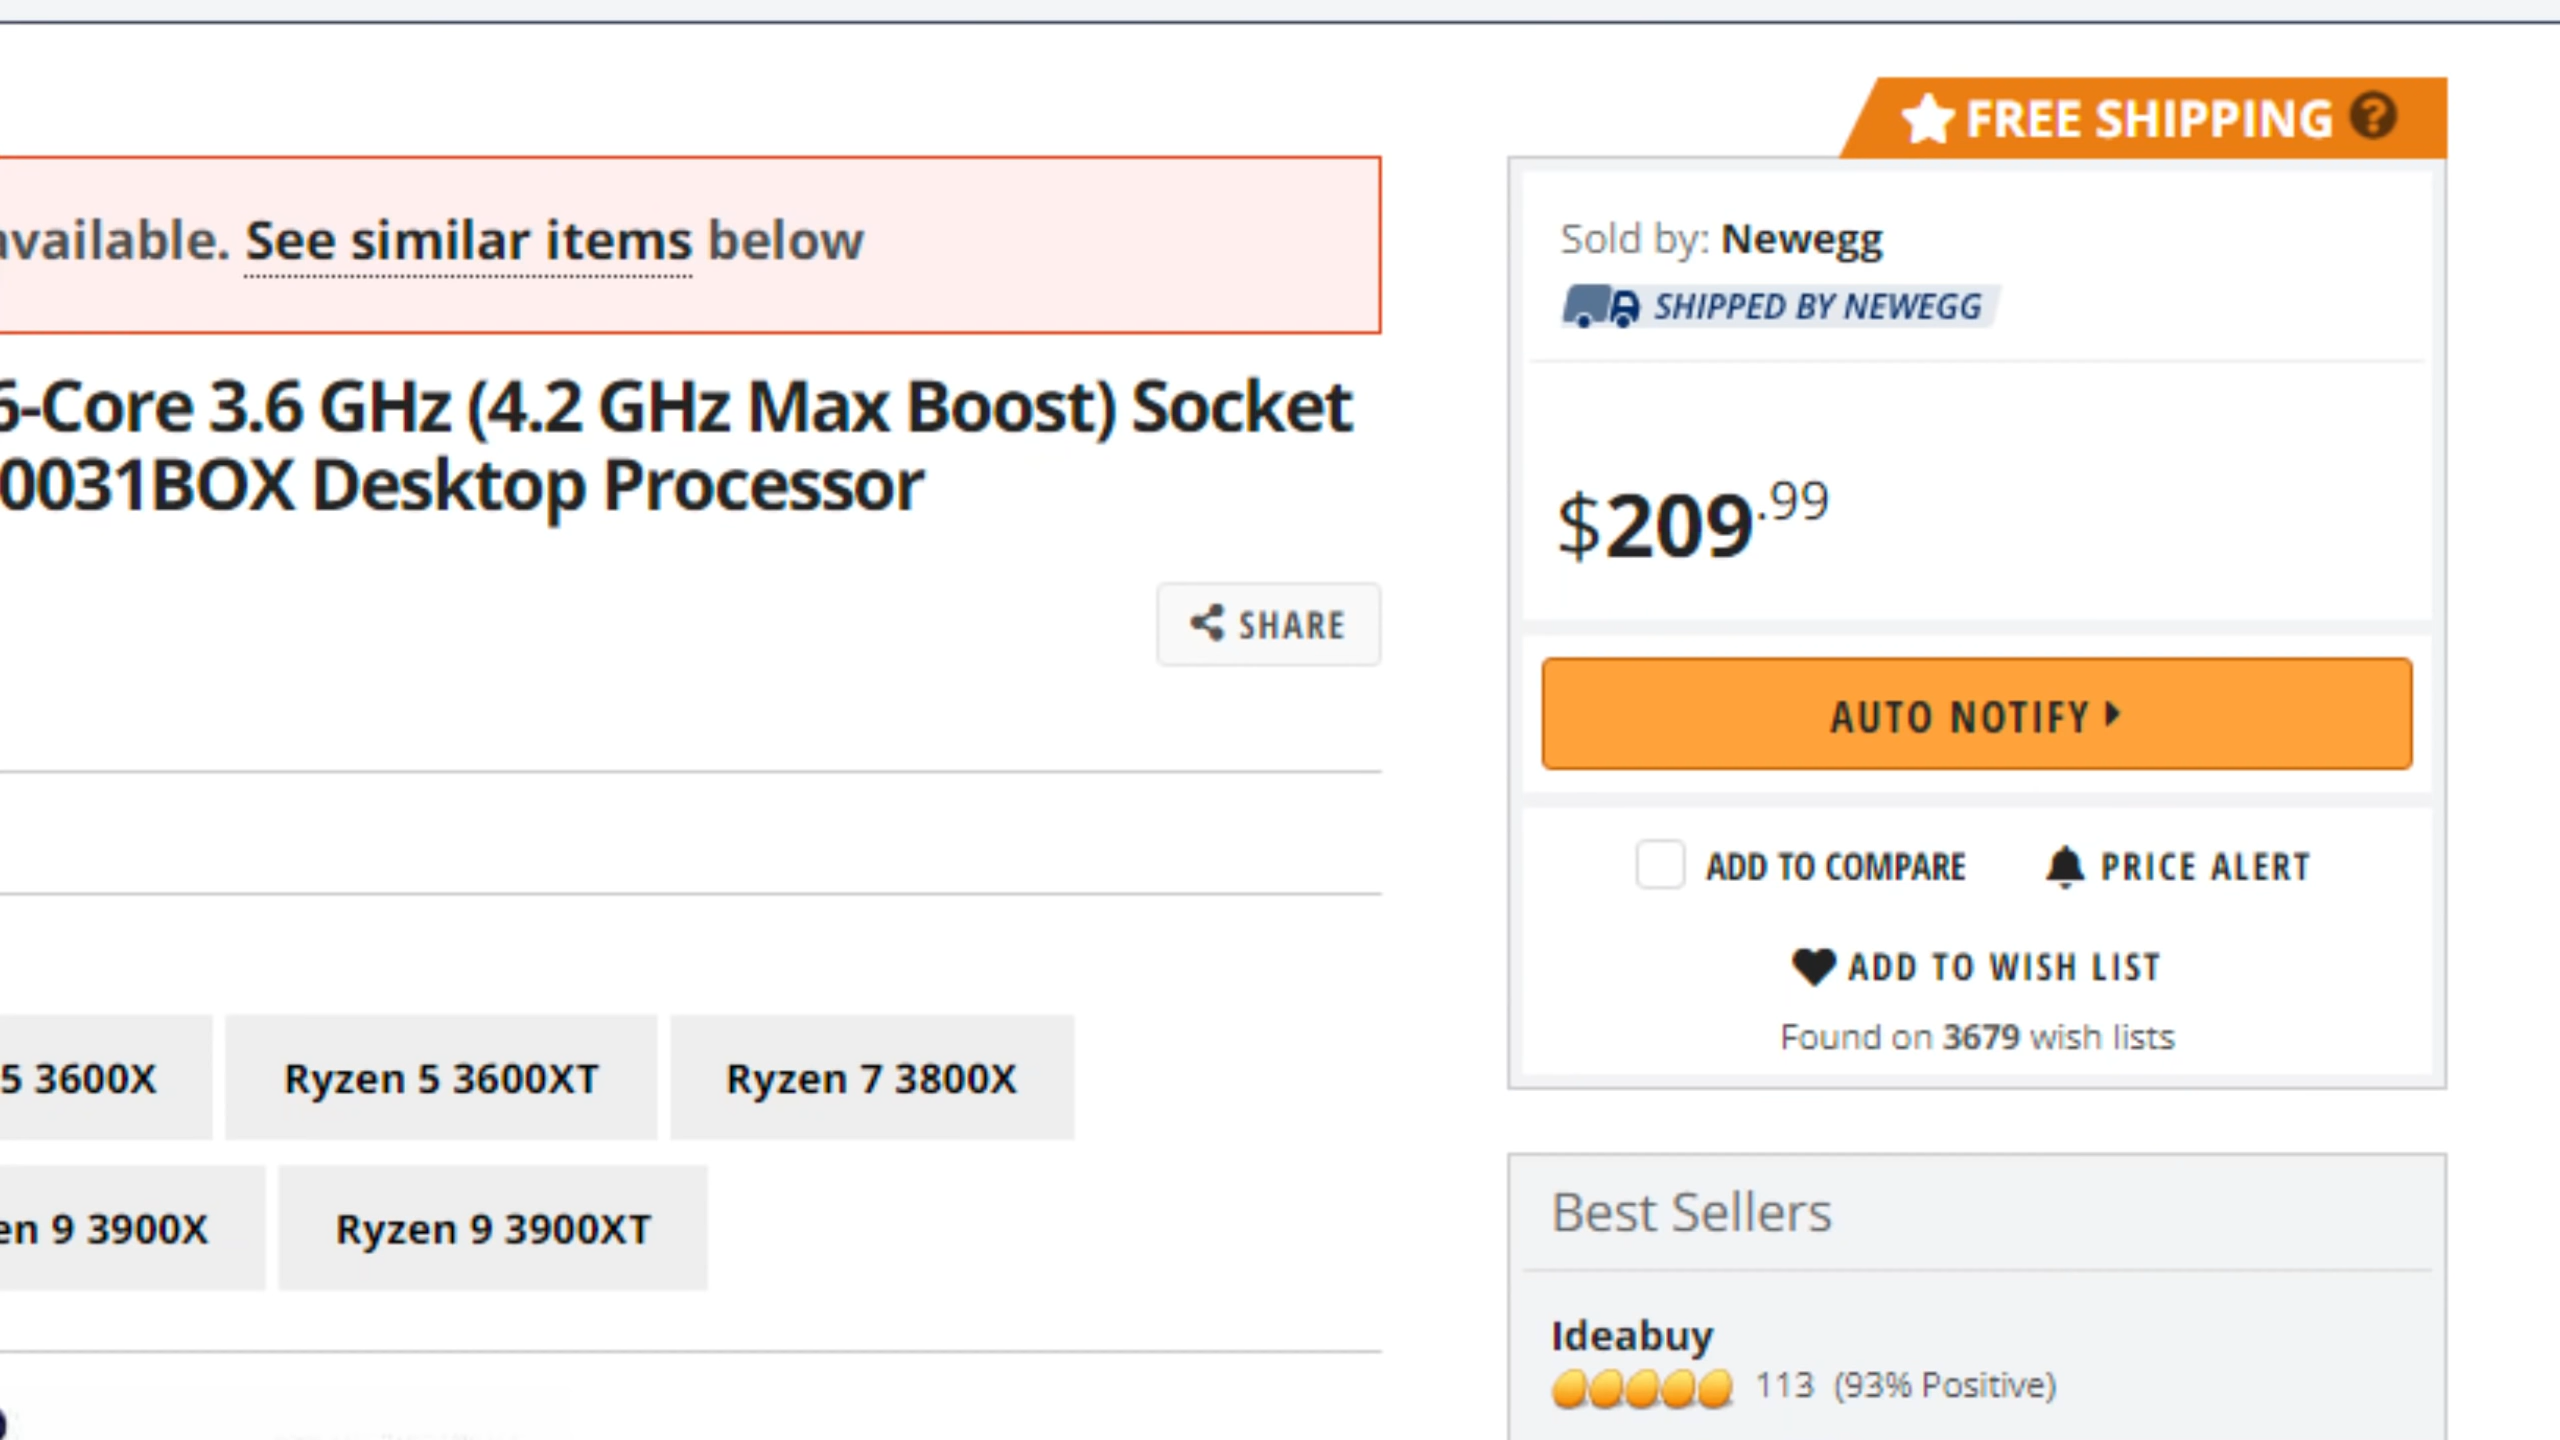 FREE SHIPPING
available. See similar items below
6-Core 3.6 GHz (4.2 GHz Max Boost) Socket
0031BOX Desktop Processor
SHARE
5 3600X
Ryzen 5 3600XT
Ryzen 7 3800X
en 9 3900X
Ryzen 9 3900XT
Sold by: Newegg
SHIPPED BY NEWEGG
$209.99
AUTO NOTIFY
ADD TO COMPARE
PRICE ALERT
ADD TO WISH LIST
Found on 3679 wish lists
Best Sellers
Ideabuy
113 (93% Positive)